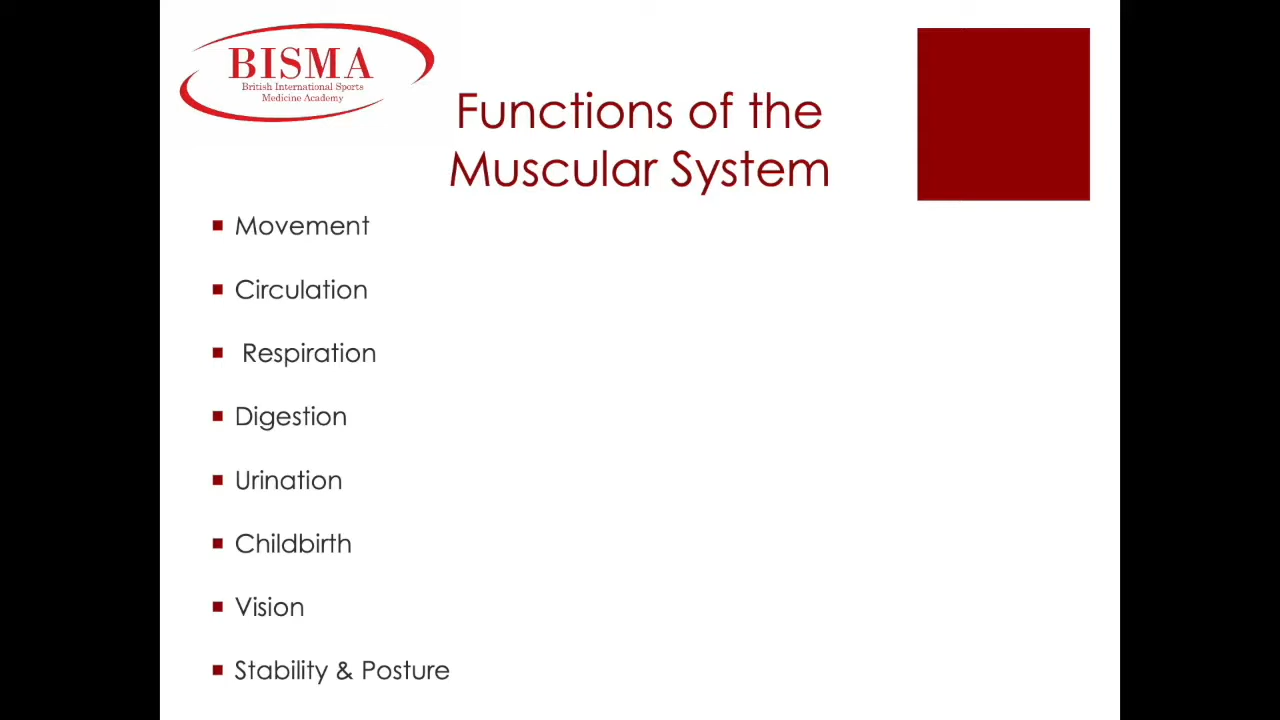 BISMA
British International Sports
Medicine Academy
Functions of the
Muscular System
Movement
Circulation
Respiration
Digestion
Urination
Childbirth
Vision
Stability & Posture